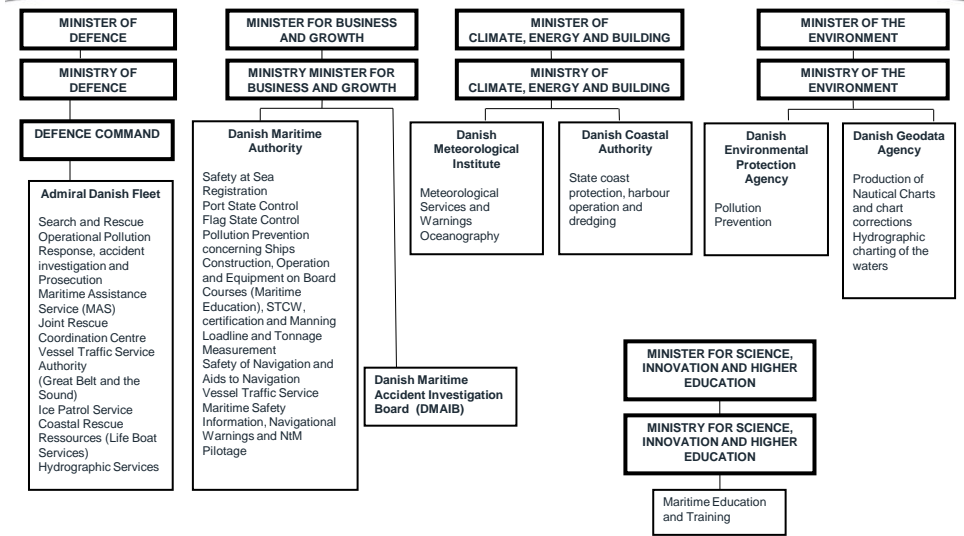 MINISTER OF
DEFENCE
MINISTRY OF
DEFENCE
DEFENCE COMMAND
Admiral Danish Fleet
Search and Rescue
Operational Pollution
Response, accident
investigation and
Prosecution
Maritime Assistance
Service (MAS)
Joint Rescue
Coordination Centre
Vessel Traffic Service
Authority
(Great Belt and the
Sound)
Ice Patrol Service
Coastal Rescue
Ressources (Life Boat
Services)
Hydrographic Services
MINISTER FOR BUSINESS
AND GROWTH
MINISTRY MINISTER FOR
BUSINESS AND GROWTH
Danish Maritime
Authority
Safety at Sea
Registration
Port State Control
Flag State Control
Pollution Prevention
concerning Ships
Construction, Operation
and Equipment on Board
Courses (Maritime
Education), STCW,
certification and Manning
Loadline and Tonnage
Measurement
Safety of Navigation and
Aids to Navigation
Vessel Traffic Service
Maritime Safety
Information, Navigational
Warnings and NtM
Pilotage
Danish Maritime
Accident Investigation
Board (DMAIB)
MINISTER OF
CLIMATE, ENERGY AND BUILDING
MINISTRY OF
CLIMATE, ENERGY AND BUILDING
Danish
Meteorological
Institute
Meteorological
Services and
Warnings
Oceanography
Danish Coastal
Authority
State coast
protection, harbour
operation and
dredging
MINISTER OF THE
ENVIRONMENT
MINISTRY OF THE
ENVIRONMENT
Danish
Environmental
Protection
Agency
Pollution
Prevention
Danish Geodata
Agency
Production of
Nautical Charts
and chart
corrections
Hydrographic
charting of the
waters
MINISTER FOR SCIENCE,
INNOVATION AND HIGHER
EDUCATION
MINISTRY FOR SCIENCE,
INNOVATION AND HIGHER
EDUCATION
Maritime Education
and Training